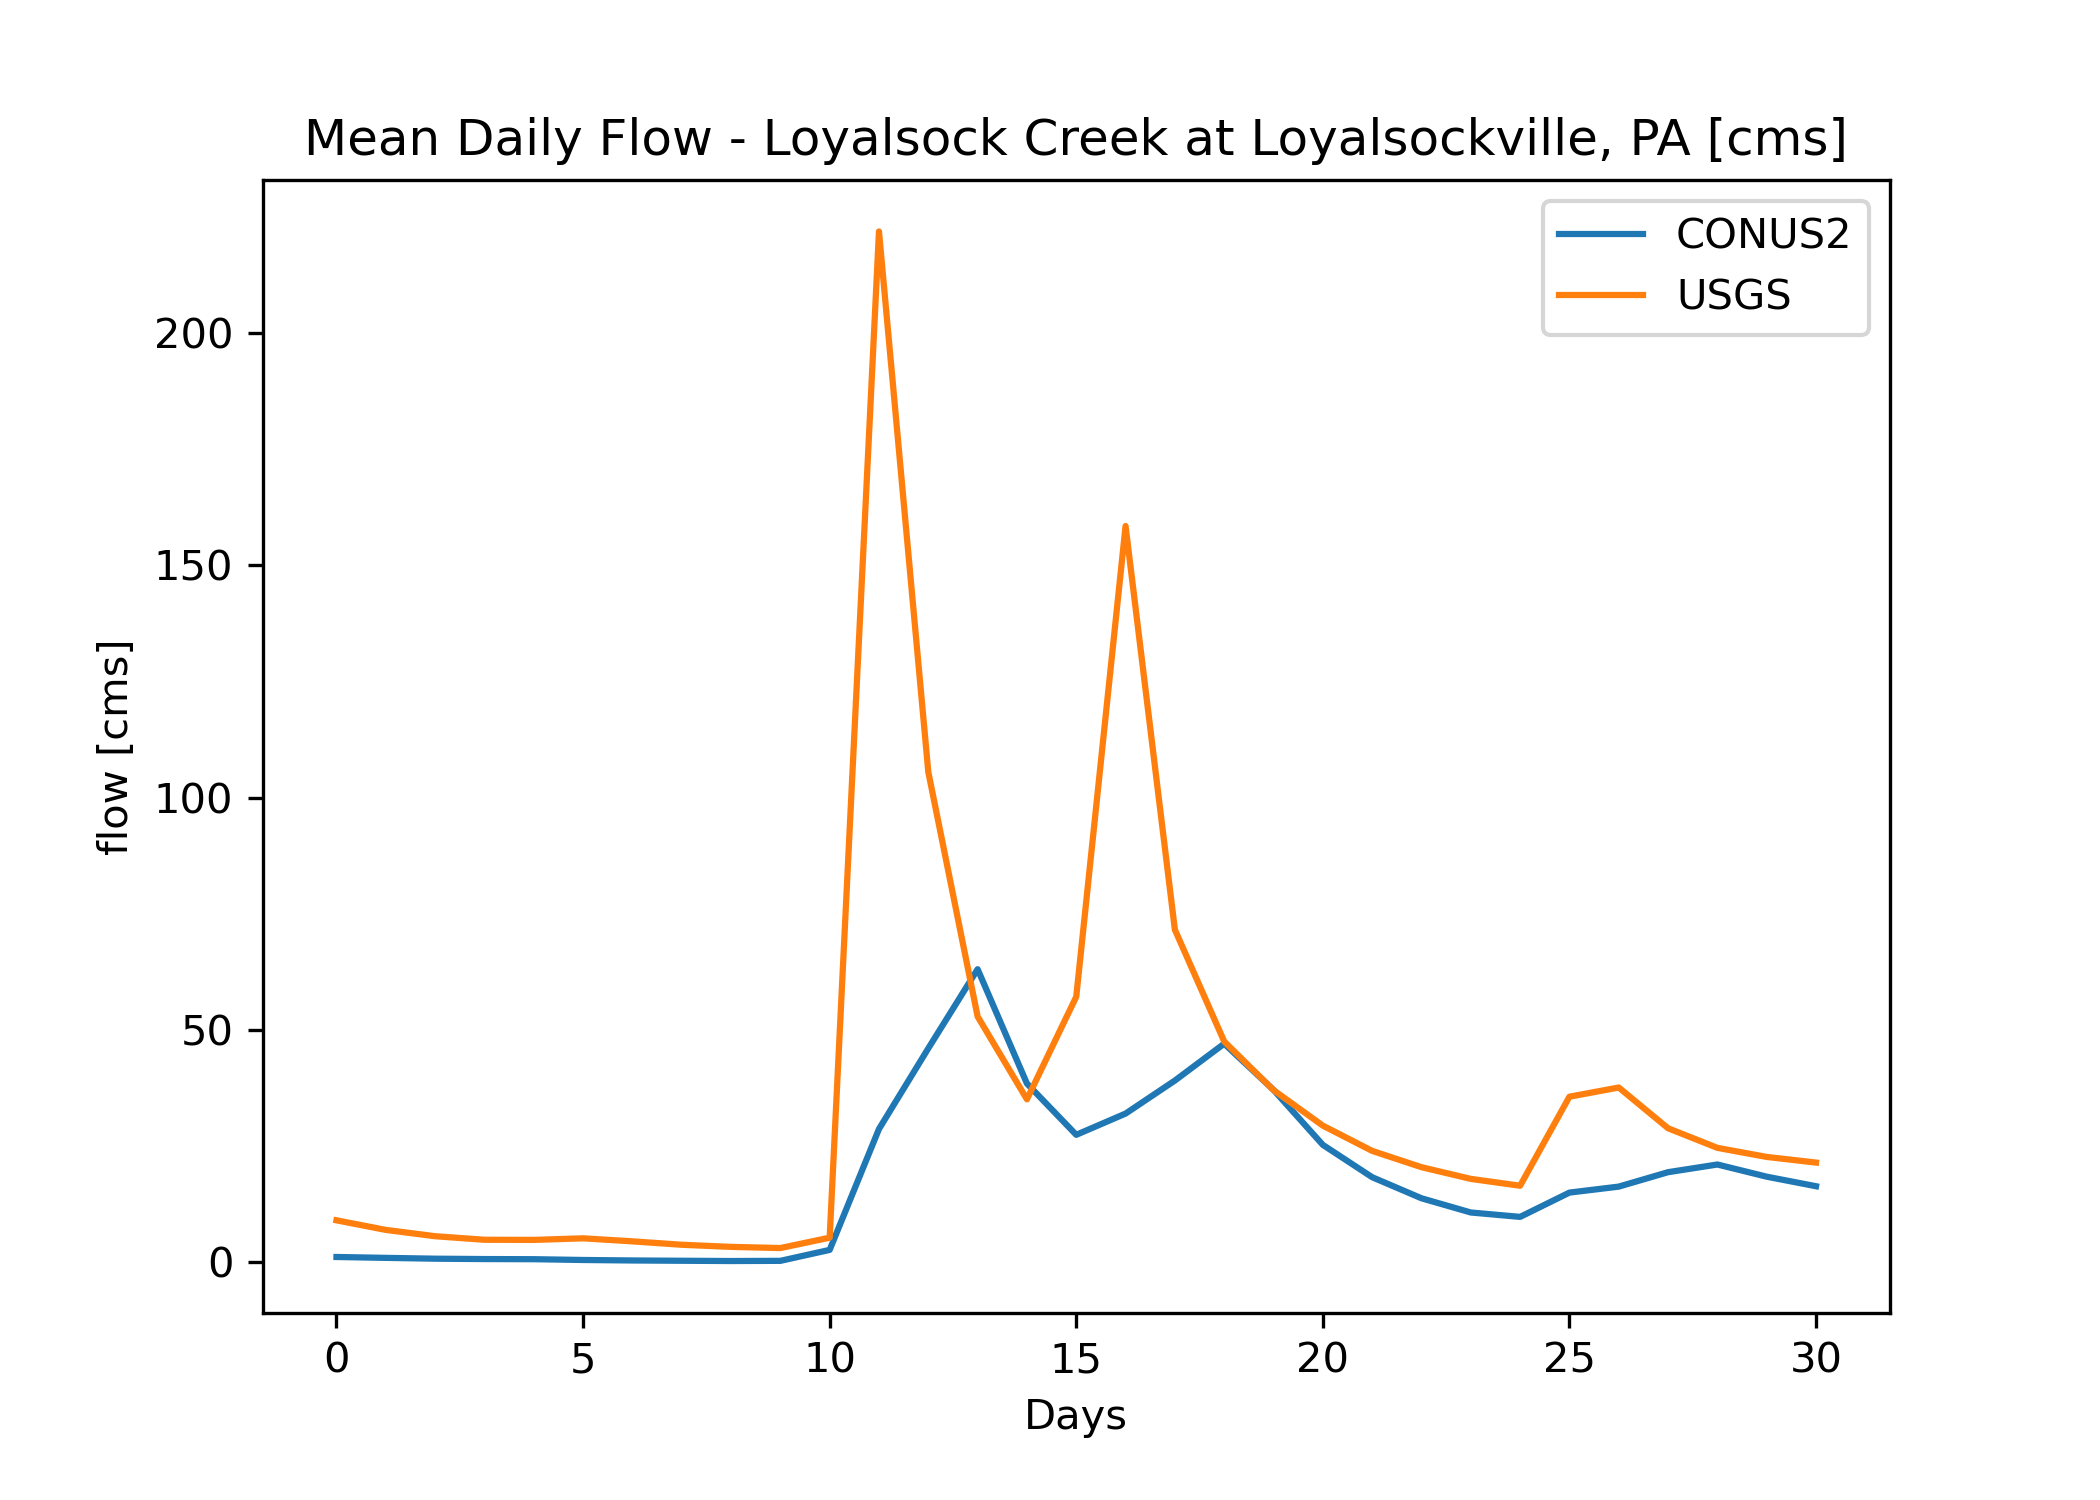 Mean Daily Flow - Loyalsock Creek at Loyalsockville, PA [cms]
CONUS2
USGS
200
150
100
50
0
flow [cms]
0 5 10 15 20 25 30
Days